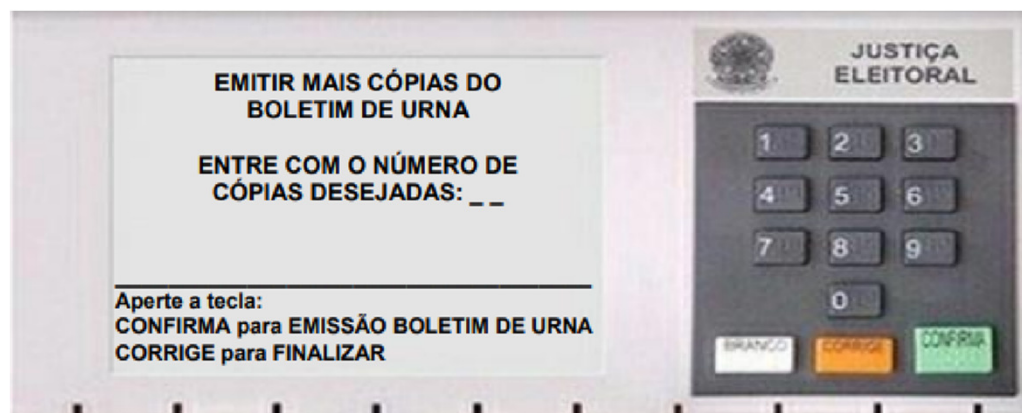 EMITIR MAIS CÓPIAS DO
BOLETIM DE URNA
ENTRE COM O NÚMERO DE
CÓPIAS DESEJADAS: _ _
Aperte a tecla:
CONFIRMA para EMISSÃO BOLETIM DE URNA
CORRIGE para FINALIZAR
JUSTIÇA
ELEITORAL
1 2 3
4 5 6
7 8 9
0
BRANCO CORRIGE CONFIRMA